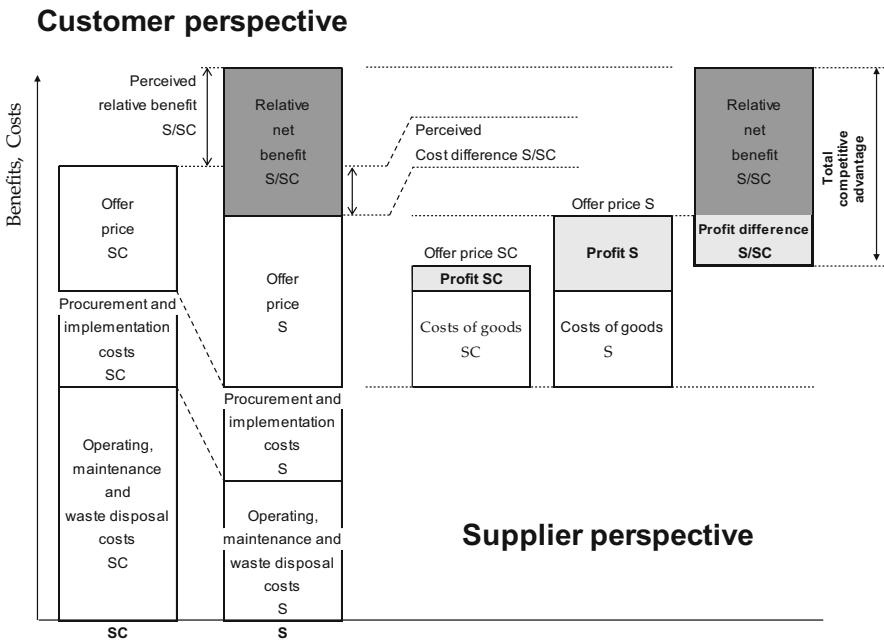 Customer perspective
Benefits, Costs
Perceived
relative benefit
S/SC
Offer
price
SC
Procurement and
implementation
costs
SC
Operating,
maintenance
and
waste disposal
costs
SC
SC
Relative
net
benefit
S/SC
Offer
price
S
Procurement and
implementation
costs
S
Operating,
maintenance and
waste disposal
costs
S
S
Perceived
Cost difference S/SC
Offer price SC
Profit SC
Costs of goods
SC
Offer price S
Profit S
Costs of goods
S
Relative
net
benefit
S/SC
Profit difference
S/SC
Total
competitive
advantage
Supplier perspective